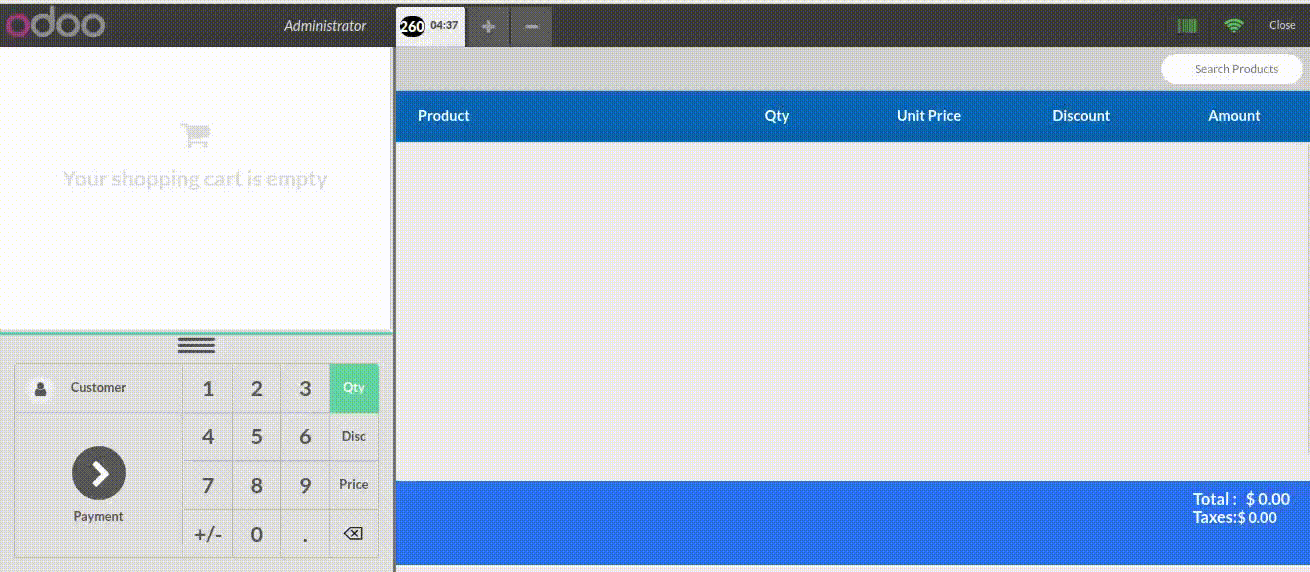 odoo
Administrator
260 04:37
+ −
Close
Search Products
Product Qty Unit Price Discount Amount
Your shopping cart is empty
Total : $ 0.00
Taxes:$ 0.00
Customer 1 2 3 Qty
4 5 6 Disc
7 8 9 Price
Payment
+/- 0 .